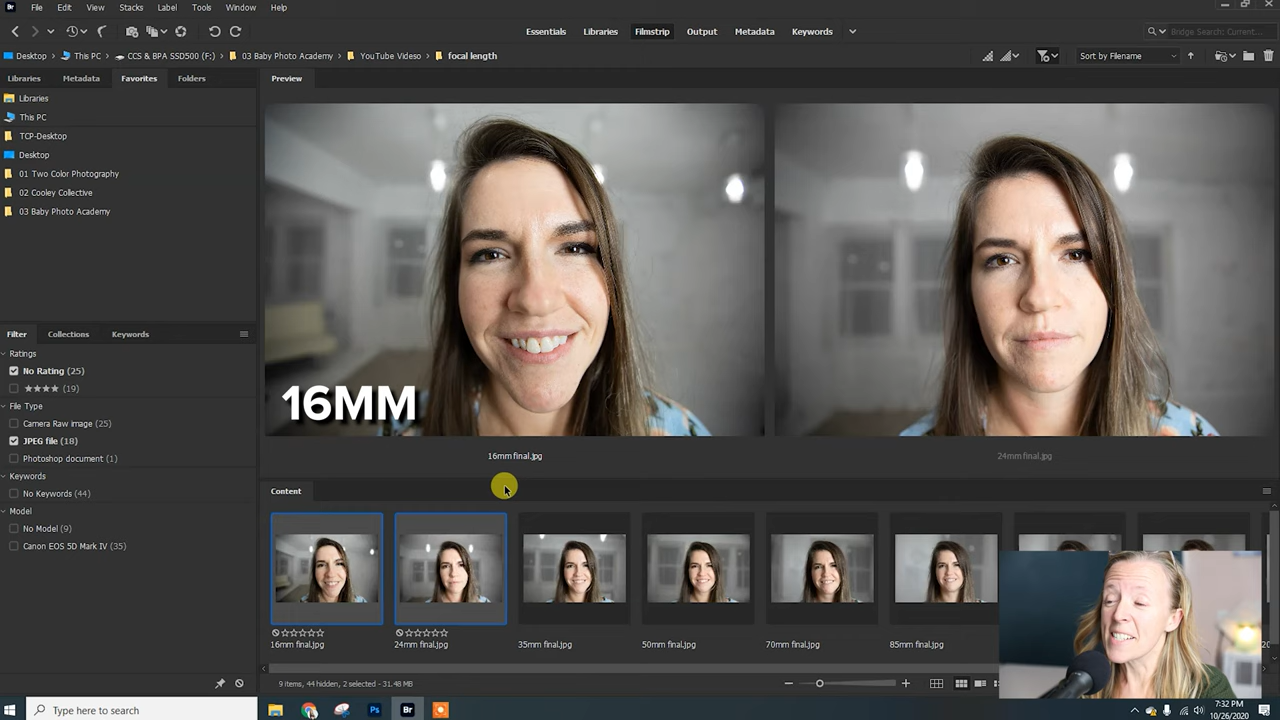 Br File Edit View Stacks Label Tools Window Help
Essentials Libraries Filmstrip Output Metadata Keywords Bridge Search: Current...
Desktop This PC CCS & BPA SSD500 (F:) 03 Baby Photo Academy YouTube Video focal length Sort by Filename
Libraries Metadata Favorites Folders Preview
Libraries
This PC
TCP-Desktop
Desktop
01 Two Color Photography
02 Cooley Collective
03 Baby Photo Academy
Filter Collections Keywords
Ratings
No Rating (25)
★★★★ (19)
File Type
Camera Raw image (25)
JPEG file (18)
Photoshop document (1)
Keywords
No Keywords (44)
Model
No Model (9)
Canon EOS 5D Mark IV (35)
16MM
16mm final.jpg 24mm final.jpg
Content
16mm final.jpg 24mm final.jpg 35mm final.jpg 50mm final.jpg 70mm final.jpg 85mm final.jpg
9 items, 44 hidden, 2 selected - 31.48 MB
Type here to search Ps Br 7:32 PM
10/26/2020